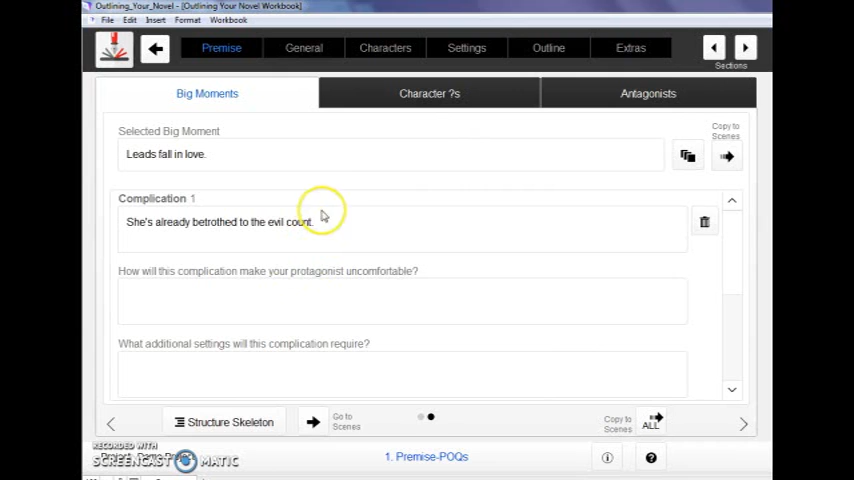 Outlining_Your_Novel - [Outlining Your Novel Workbook]
File Edit Insert Format Workbook
Premise General Characters Settings Outline Extras
Sections
Big Moments Character ?s Antagonists
Selected Big Moment
Copy to
Scenes
Leads fall in love.
Complication 1
She's already betrothed to the evil count.
How will this complication make your protagonist uncomfortable?
What additional settings will this complication require?
Structure Skeleton
Go to
Scenes
Copy to
Scenes
ALL
RECORDED WITH
SCREENCAST MATIC
1. Premise-POQs